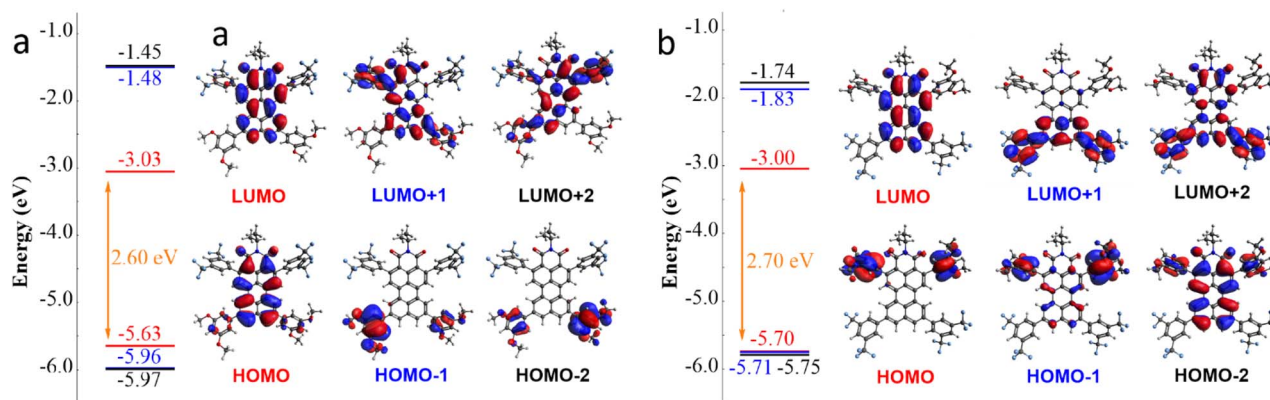 a
Energy (eV)
-1.0
-2.0
-3.0
-4.0
-5.0
-6.0
-1.45
-1.48
-3.03
2.60 eV
-5.63
-5.96
-5.97
a
LUMO
LUMO+1
LUMO+2
HOMO
HOMO-1
HOMO-2
b
Energy (eV)
-1.0
-2.0
-3.0
-4.0
-5.0
-6.0
-1.74
-1.83
-3.00
2.70 eV
-5.70
-5.71
-5.75
LUMO
LUMO+1
LUMO+2
HOMO
HOMO-1
HOMO-2